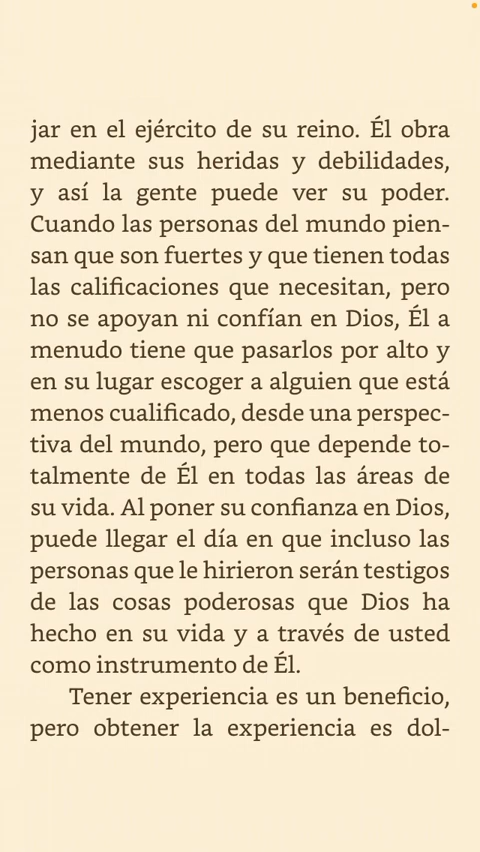 jar en el ejército de su reino. Él obra
mediante sus heridas y debilidades,
y así la gente puede ver su poder.
Cuando las personas del mundo pien-
san que son fuertes y que tienen todas
las calificaciones que necesitan, pero
no se apoyan ni confían en Dios, Él a
menudo tiene que pasarlos por alto y
en su lugar escoger a alguien que está
menos cualificado, desde una perspec-
tiva del mundo, pero que depende to-
talmente de Él en todas las áreas de
su vida. Al poner su confianza en Dios,
puede llegar el día en que incluso las
personas que le hirieron serán testigos
de las cosas poderosas que Dios ha
hecho en su vida y a través de usted
como instrumento de Él.
Tener experiencia es un beneficio,
pero obtener la experiencia es dol-